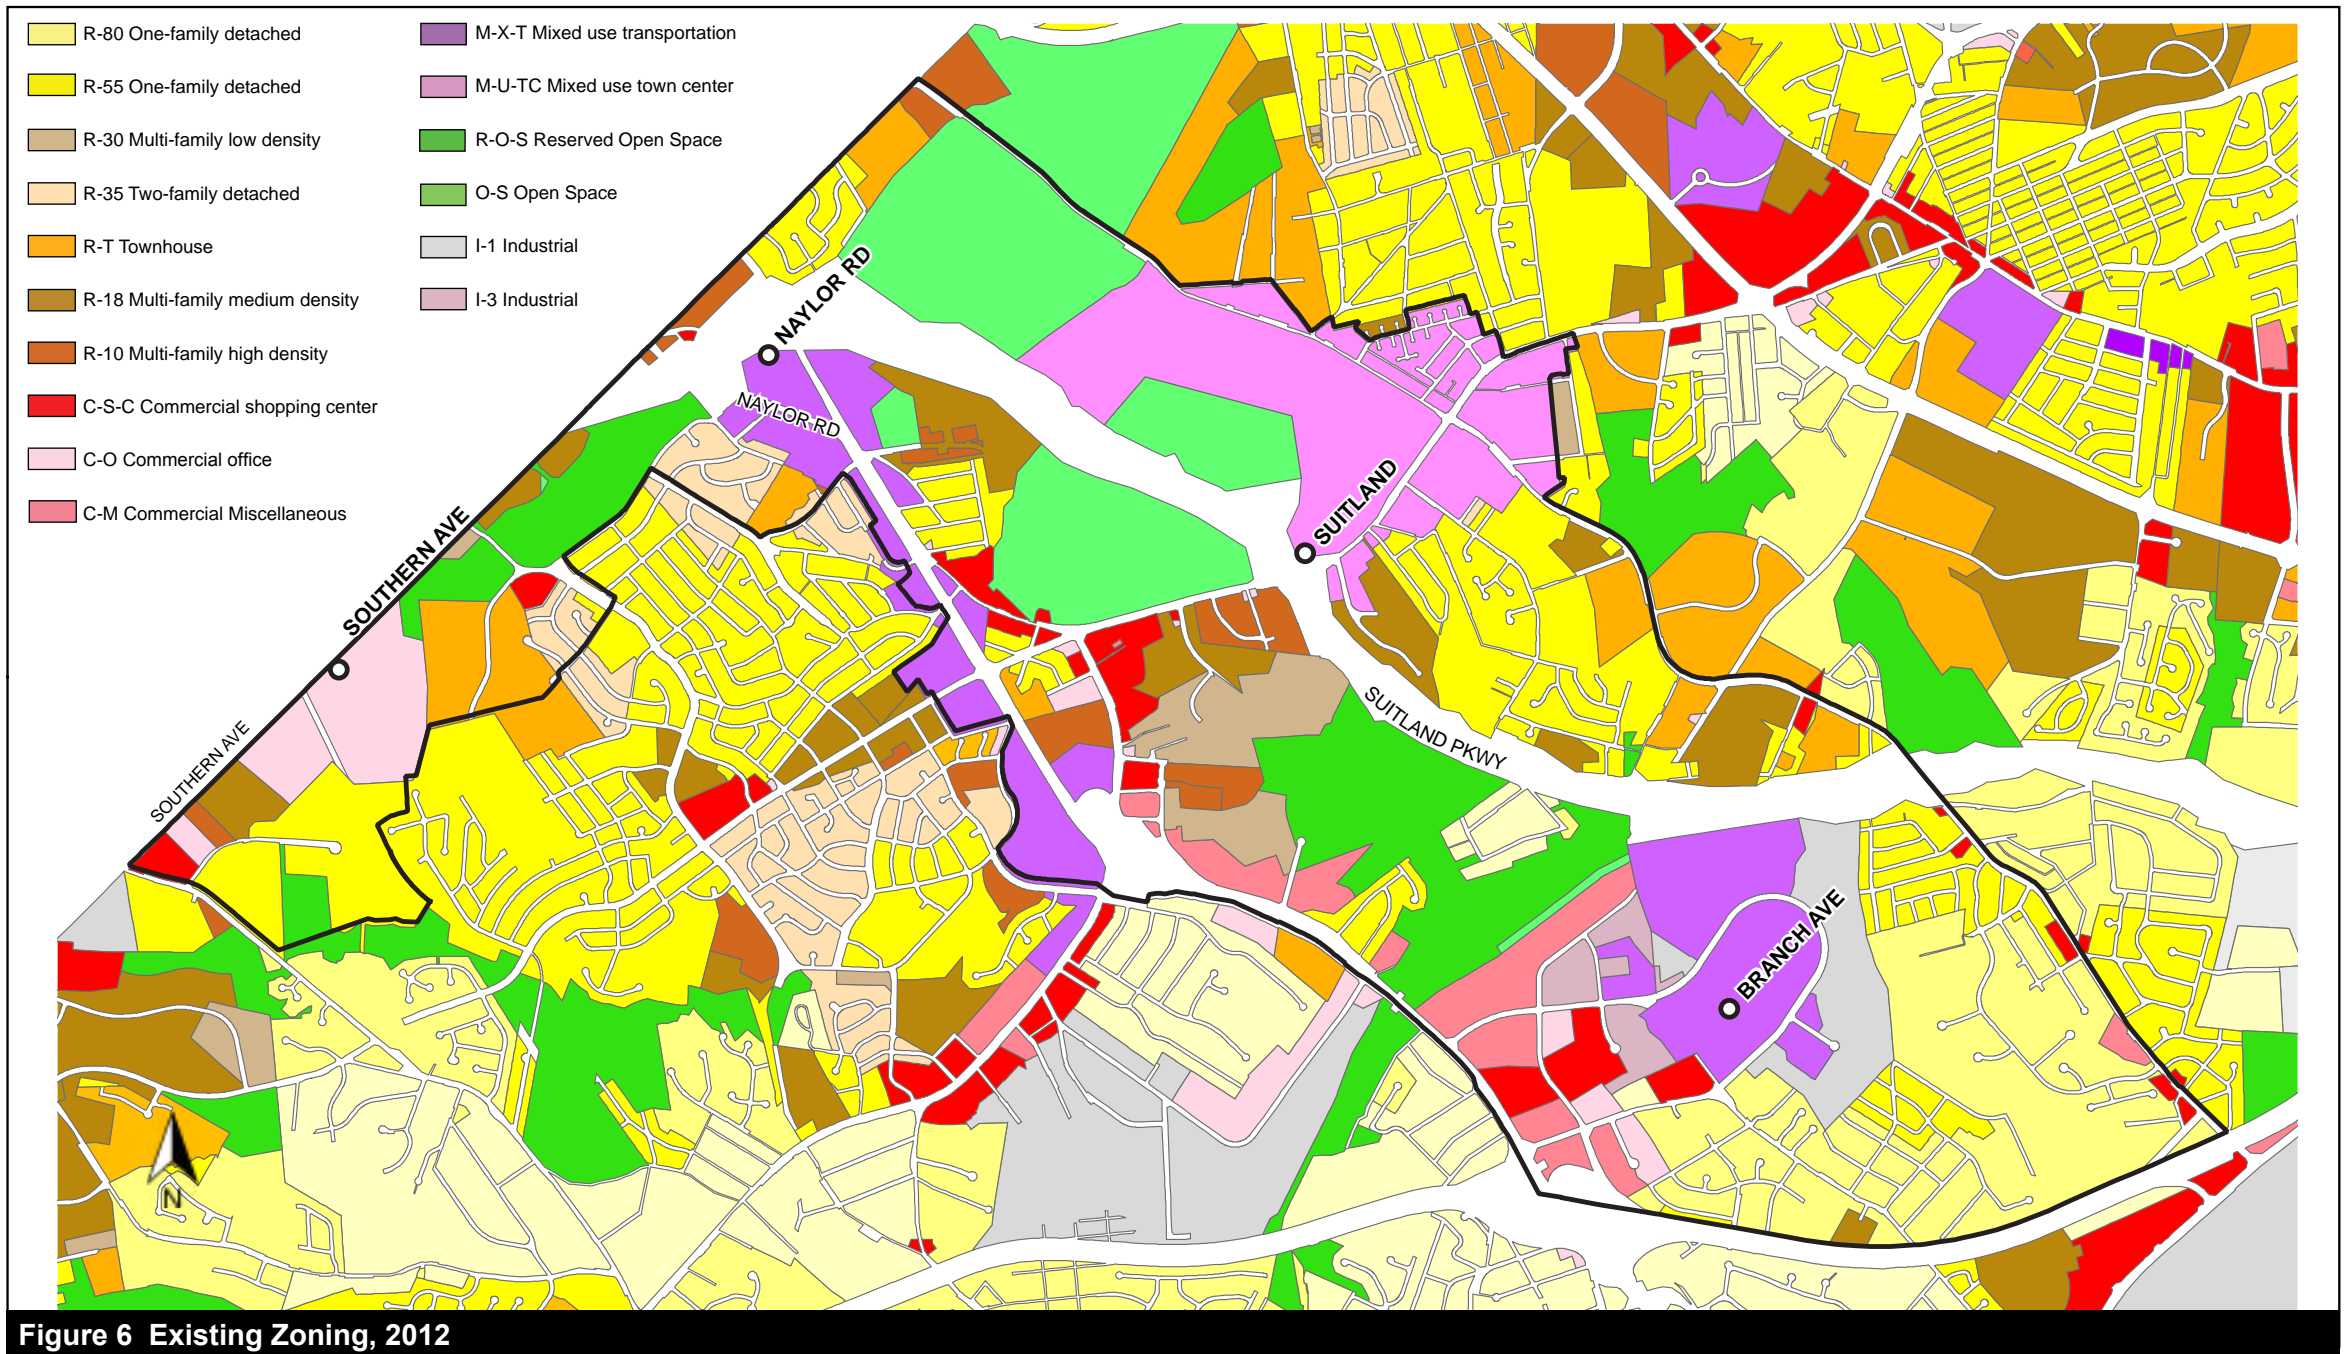 R-80 One-family detached
R-55 One-family detached
R-30 Multi-family low density
R-35 Two-family detached
R-T Townhouse
R-18 Multi-family medium density
R-10 Multi-family high density
C-S-C Commercial shopping center
C-O Commercial office
C-M Commercial Miscellaneous
M-X-T Mixed use transportation
M-U-TC Mixed use town center
R-O-S Reserved Open Space
O-S Open Space
I-1 Industrial
I-3 Industrial
NAYLOR RD
NAYLOR RD
SUITLAND
SOUTHERN AVE
SOUTHERN AVE
SUITLAND PKWY
BRANCH AVE
N
Figure 6 Existing Zoning, 2012